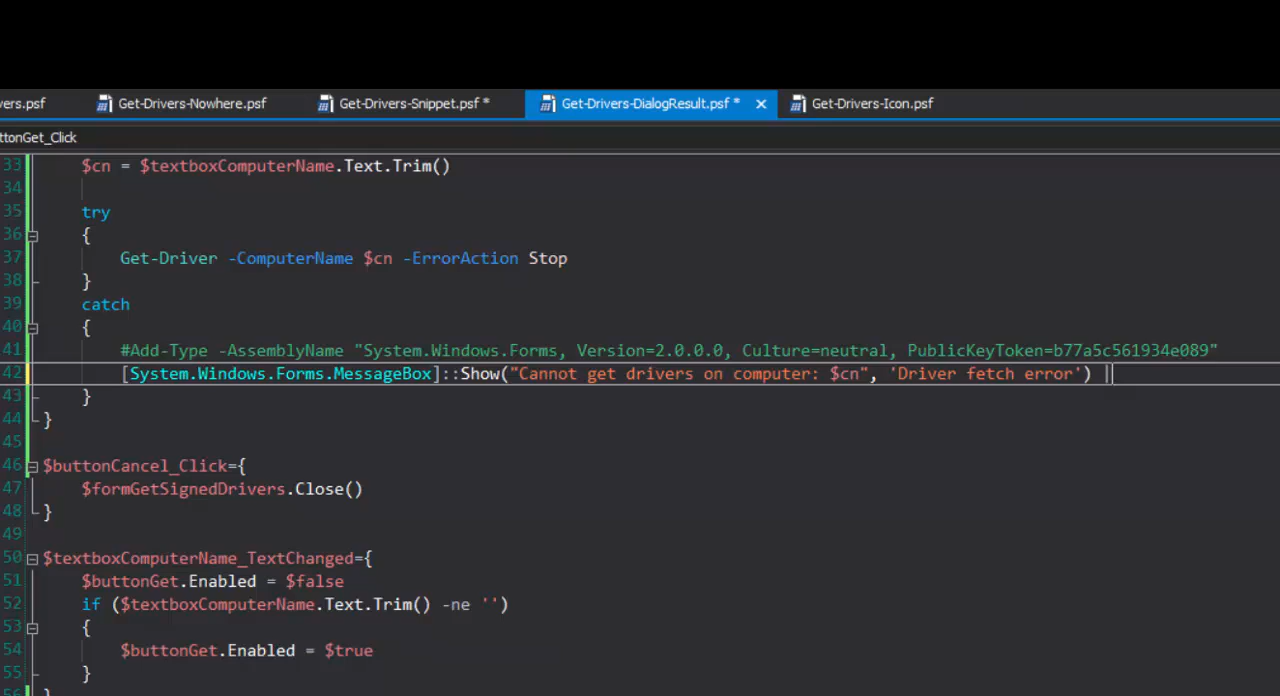 vers.psf Get-Drivers-Nowhere.psf Get-Drivers-Snippet.psf * Get-Drivers-DialogResult.psf * Get-Drivers-Icon.psf
ttonGet_Click
33 $cn = $textboxComputerName.Text.Trim()
34
35 try
36 {
37 Get-Driver -ComputerName $cn -ErrorAction Stop
38 }
39 catch
40 {
41 #Add-Type -AssemblyName "System.Windows.Forms, Version=2.0.0.0, Culture=neutral, PublicKeyToken=b77a5c561934e089"
42 [System.Windows.Forms.MessageBox]::Show("Cannot get drivers on computer: $cn", 'Driver fetch error') |
43 }
44 }
45
46 $buttonCancel_Click={
47 $formGetSignedDrivers.Close()
48 }
49
50 $textboxComputerName_TextChanged={
51 $buttonGet.Enabled = $false
52 if ($textboxComputerName.Text.Trim() -ne '')
53 {
54 $buttonGet.Enabled = $true
55 }
56 }